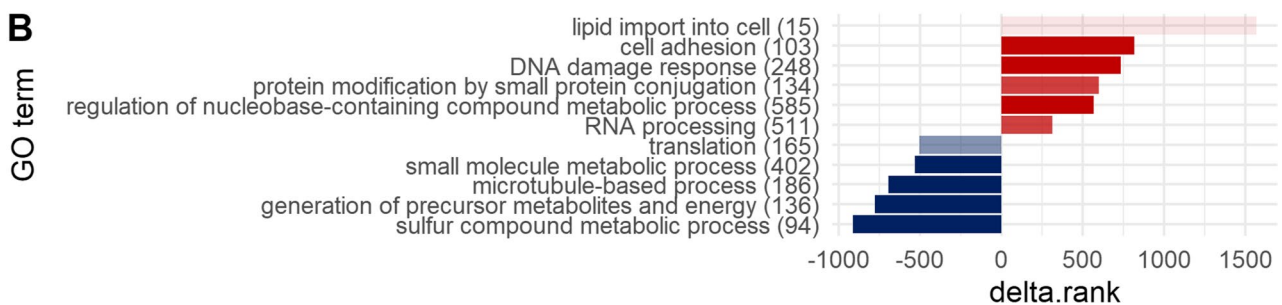 B
GO term
lipid import into cell (15)
cell adhesion (103)
DNA damage response (248)
protein modification by small protein conjugation (134)
regulation of nucleobase-containing compound metabolic process (585)
RNA processing (511)
translation (165)
small molecule metabolic process (402)
microtubule-based process (186)
generation of precursor metabolites and energy (136)
sulfur compound metabolic process (94)
-1000 -500 0 500 1000 1500
delta.rank